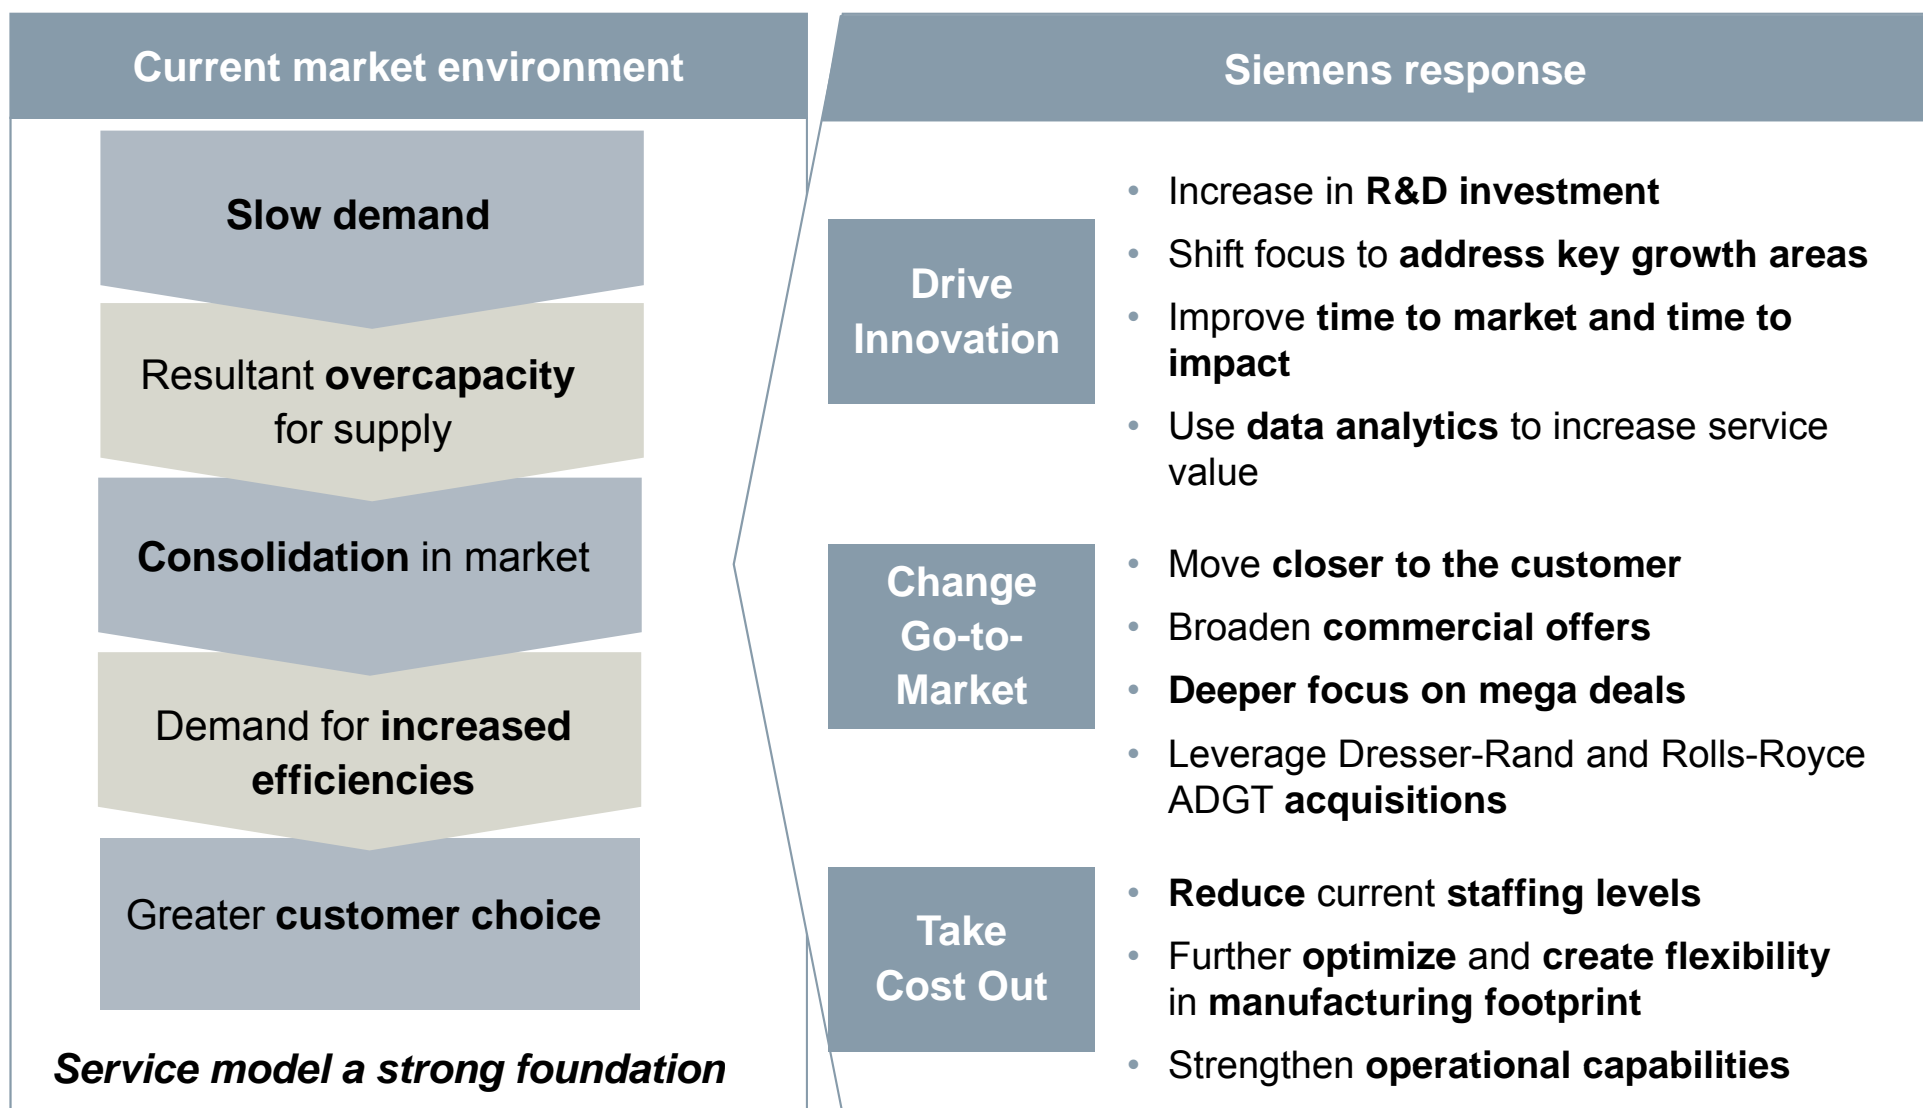 Current market environment
Slow demand
Resultant overcapacity
for supply
Consolidation in market
Demand for increased
efficiencies
Greater customer choice
Service model a strong foundation
Siemens response
Drive
Innovation
• Increase in R&D investment
• Shift focus to address key growth areas
• Improve time to market and time to
impact
• Use data analytics to increase service
value
Change
Go-to-
Market
• Move closer to the customer
• Broaden commercial offers
• Deeper focus on mega deals
• Leverage Dresser-Rand and Rolls-Royce
ADGT acquisitions
Take
Cost Out
• Reduce current staffing levels
• Further optimize and create flexibility
in manufacturing footprint
• Strengthen operational capabilities